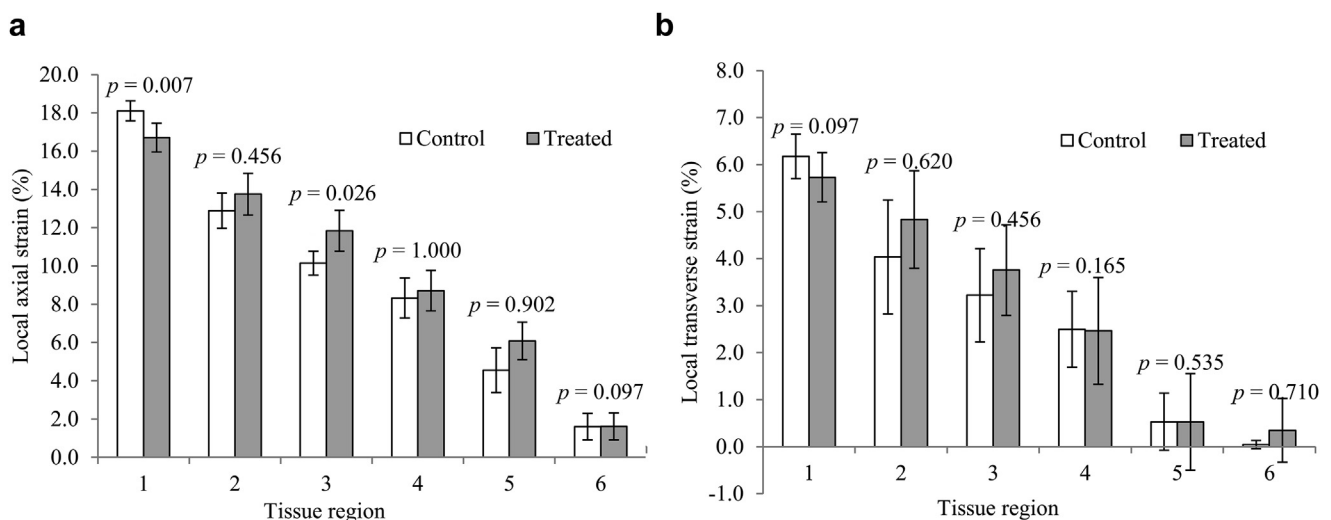 a
20.0
18.0
16.0
14.0
12.0
10.0
8.0
6.0
4.0
2.0
0.0
Local axial strain (%)
p = 0.007
p = 0.456
p = 0.026
p = 1.000
p = 0.902
p = 0.097
Control Treated
1 2 3 4 5 6
Tissue region
b
8.0
7.0
6.0
5.0
4.0
3.0
2.0
1.0
0.0
-1.0
Local transverse strain (%)
p = 0.097
p = 0.620
p = 0.456
p = 0.165
p = 0.535
p = 0.710
Control Treated
1 2 3 4 5 6
Tissue region